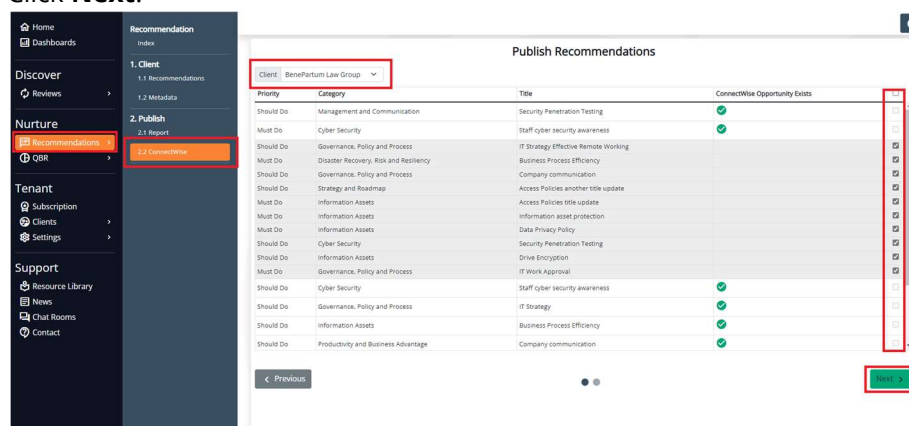 Click Next.
Home
Dashboards
Discover
Reviews
Nurture
Recommendations
QBR
Tenant
Subscription
Clients
Settings
Support
Resource Library
News
Chat Rooms
Contact
Recommendation
Index
1. Client
1.1 Recommendations
1.2 Metadata
2. Publish
2.1 Report
2.2 ConnectWise
Publish Recommendations
Client BenePartum Law Group
Priority Category Title ConnectWise Opportunity Exists
Should Do Management and Communication Security Penetration Testing
Must Do Cyber Security Staff cyber security awareness
Should Do Governance, Policy and Process IT Strategy Effective Remote Working
Must Do Disaster Recovery, Risk and Resiliency Business Process Efficiency
Should Do Governance, Policy and Process Company communication
Should Do Strategy and Roadmap Access Policies another title update
Must Do Information Assets Access Policies title update
Must Do Information Assets Information asset protection
Must Do Information Assets Data Privacy Policy
Should Do Cyber Security Security Penetration Testing
Should Do Information Assets Drive Encryption
Must Do Governance, Policy and Process IT Work Approval
Should Do Cyber Security Staff cyber security awareness
Should Do Governance, Policy and Process IT Strategy
Should Do Information Assets Business Process Efficiency
Should Do Productivity and Business Advantage Company communication
Previous
Next